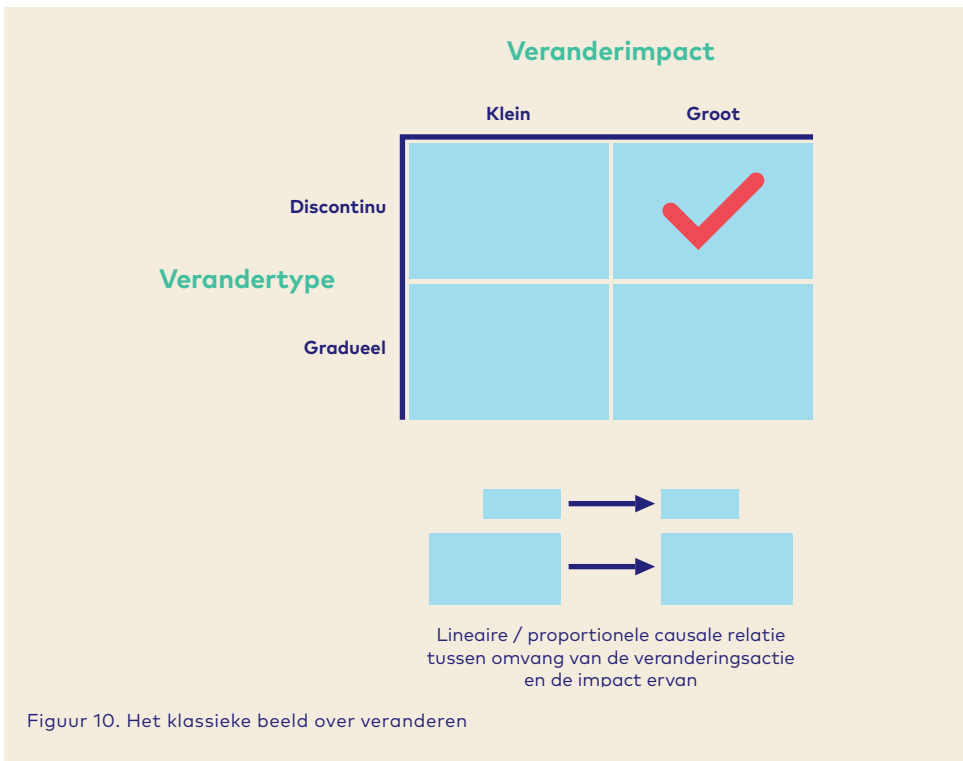 Veranderimpact
Klein
Groot
Discontinu
Verandertype
Gradueel
Lineaire / proportionele causale relatie
tussen omvang van de veranderingsactie
en de impact ervan
Figuur 10. Het klassieke beeld over veranderen